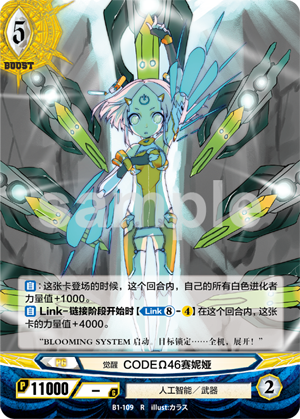 5
BOOST
sample
自：这张卡登场的时候，这个回合内，自己的所有白色进化者
力量值+1000。
自：Link-链接阶段开始时【Link⑧-④】在这个回合内，这张
卡的力量值+4000。
"BLOOMING SYSTEM 启动。目标锁定……全机，展开！"
觉醒 CODEΩ46赛妮娅
P 11000 - 人工智能／武器 2
B1-109 R illust:カラス